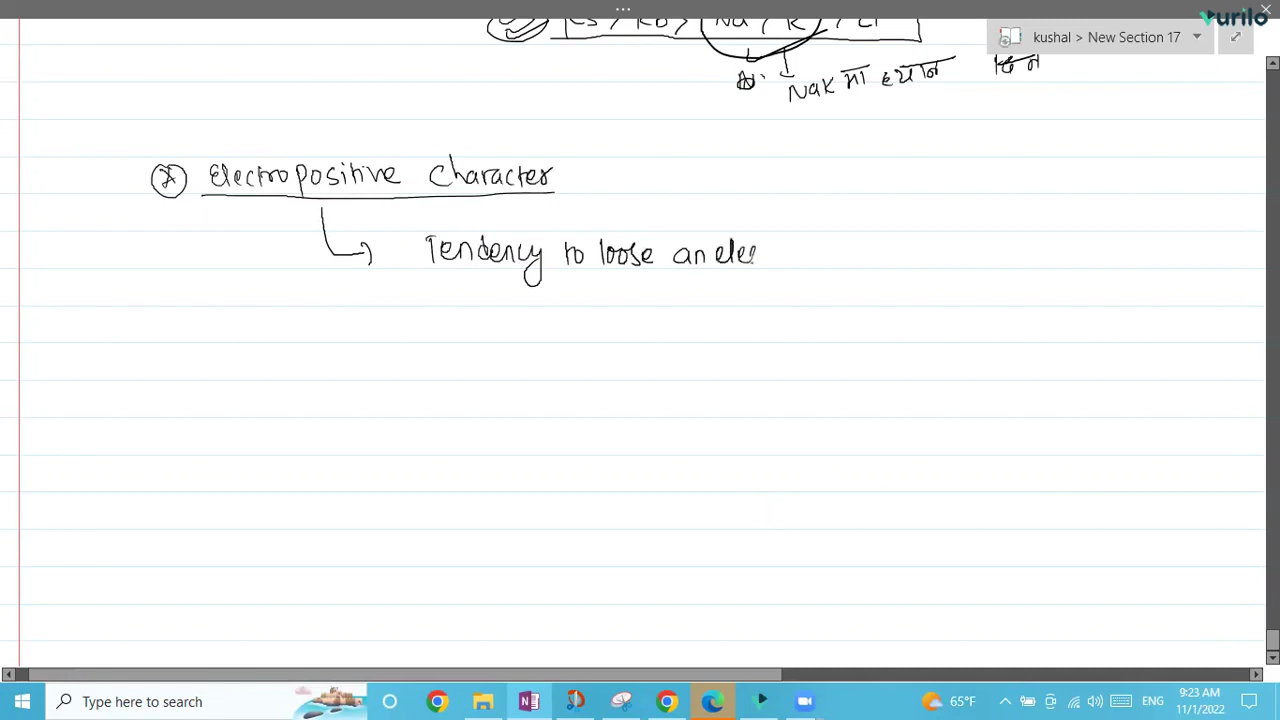 ...
Yurilo
kushal > New Section 17
NaK मा
Electropositive Character
Tendency to loose an elec
Type here to search
65°F
ENG
9:23 AM
11/1/2022